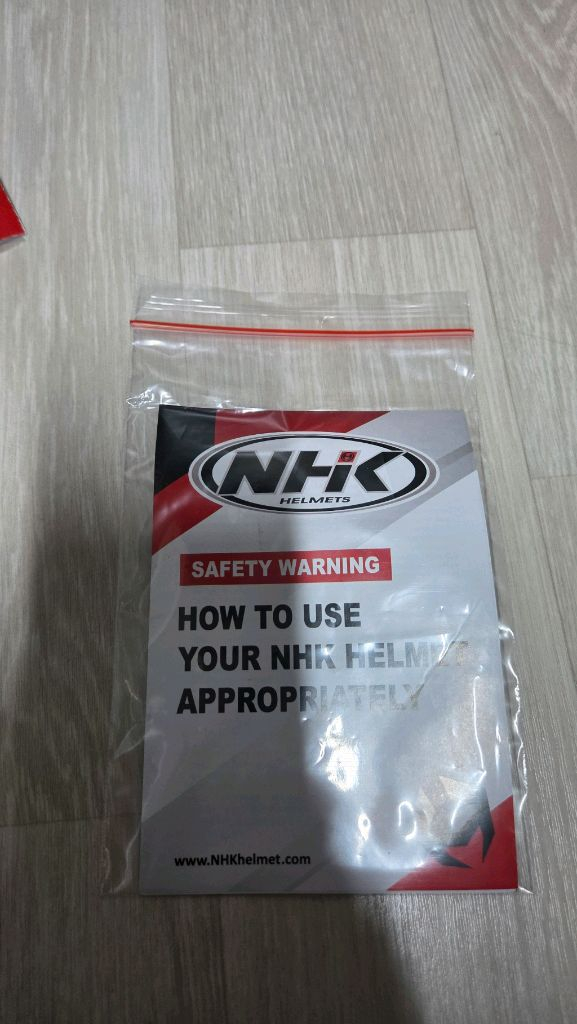 NHK
HELMETS
SAFETY WARNING
HOW TO USE
YOUR NHK HELMET
APPROPRIATELY
www.NHKhelmet.com